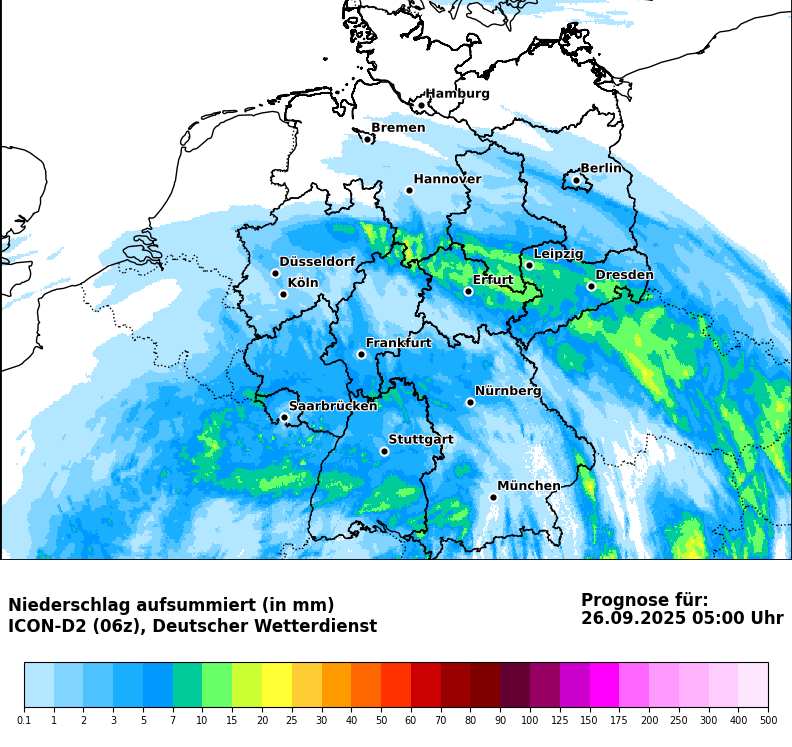 Hamburg
Bremen
Berlin
Hannover
Leipzig
Düsseldorf
Dresden
Köln
Erfurt
Frankfurt
Nürnberg
Saarbrücken
Stuttgart
München
Niederschlag aufsummiert (in mm)
ICON-D2 (06z), Deutscher Wetterdienst
Prognose für:
26.09.2025 05:00 Uhr
0.1 1 2 3 5 7 10 15 20 25 30 40 50 60 70 80 90 100 125 150 175 200 250 300 400 500